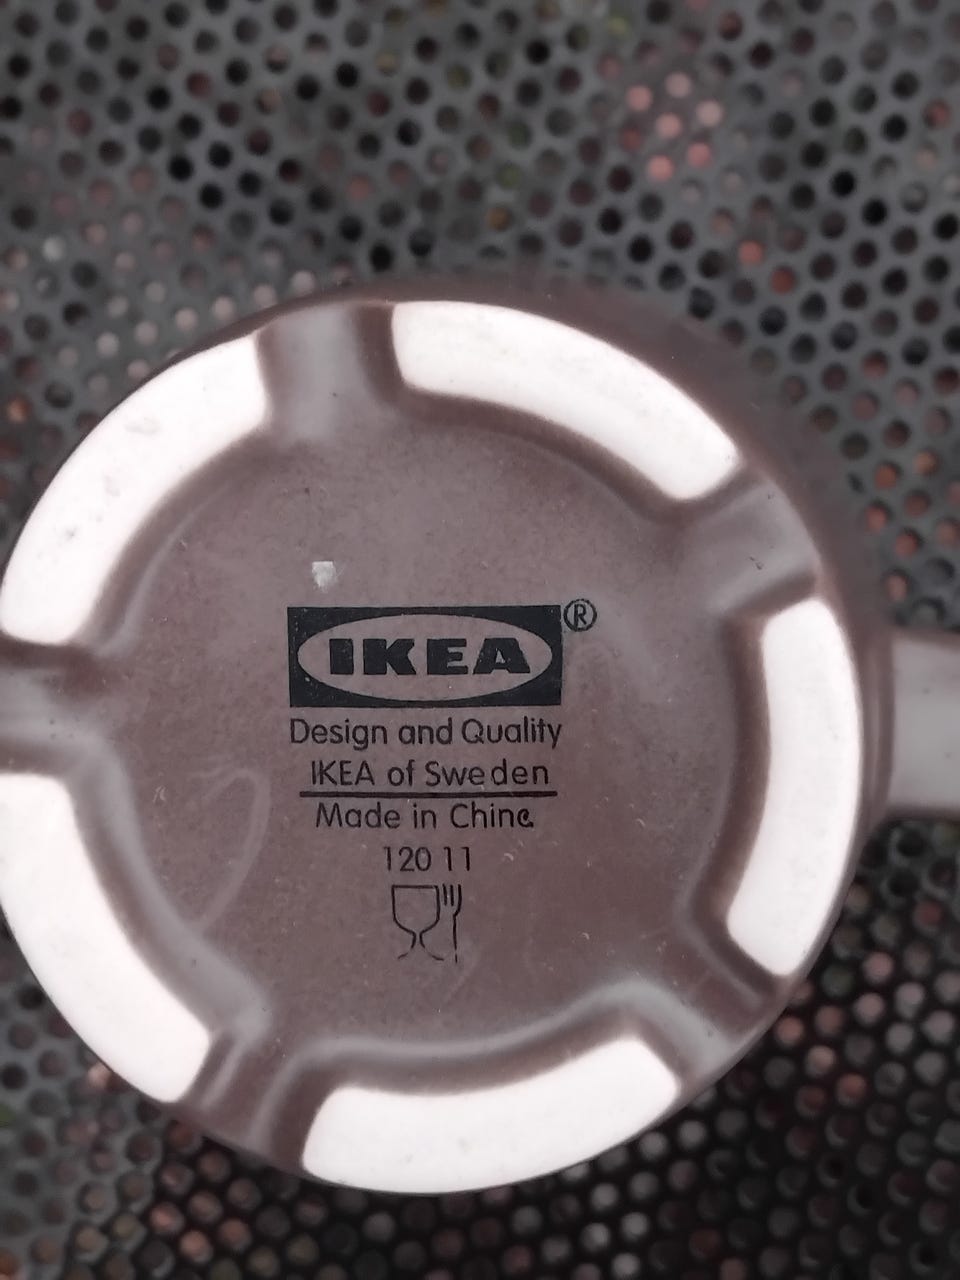 IKEA®
Design and Quality
IKEA of Sweden
Made in China
120 11